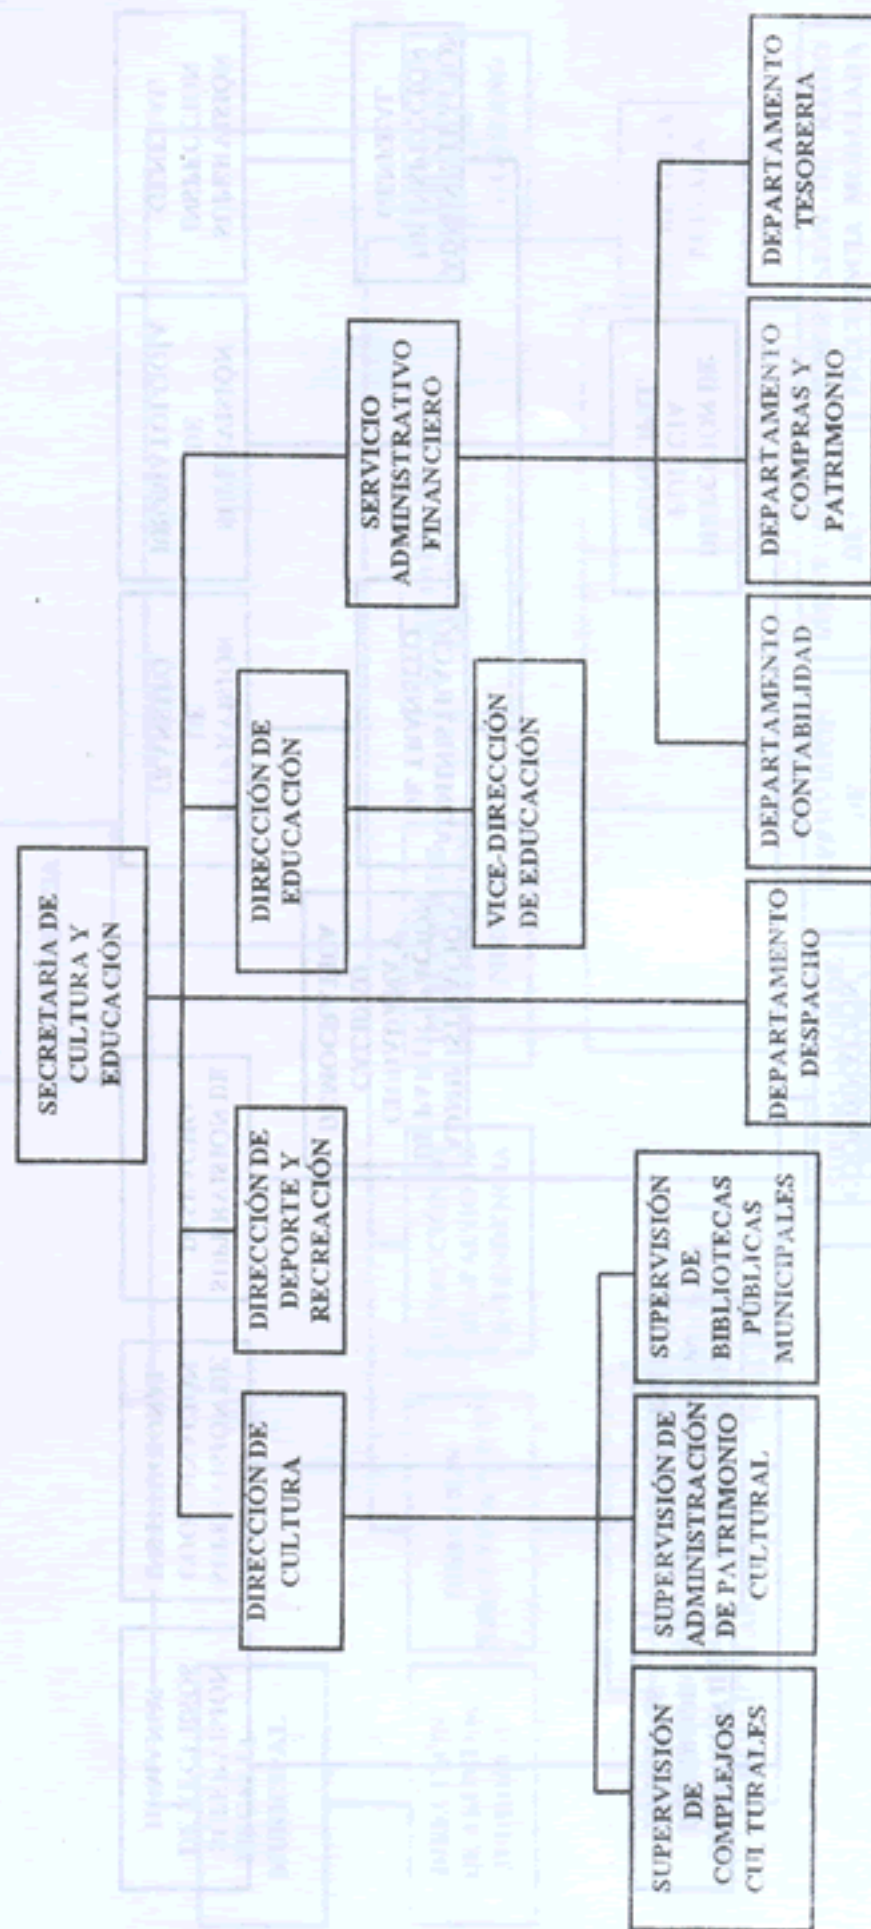 SECRETARÍA DE
CULTURA Y
EDUCACIÓN
DIRECCIÓN DE
CULTURA
DIRECCIÓN DE
DEPORTE Y
RECREACIÓN
DIRECCIÓN DE
EDUCACIÓN
SERVICIO
ADMINISTRATIVO
FINANCIERO
VICE-DIRECCIÓN
DE EDUCACIÓN
SUPERVISIÓN
DE
COMPLEJOS
CULTURALES
SUPERVISIÓN DE
ADMINISTRACIÓN
DE PATRIMONIO
CULTURAL
SUPERVISIÓN
DE
BIBLIOTECAS
PÚBLICAS
MUNICIPALES
DEPARTAMENTO
DESPACHO
DEPARTAMENTO
CONTABILIDAD
DEPARTAMENTO
COMPRAS Y
PATRIMONIO
DEPARTAMENTO
TESORERIA